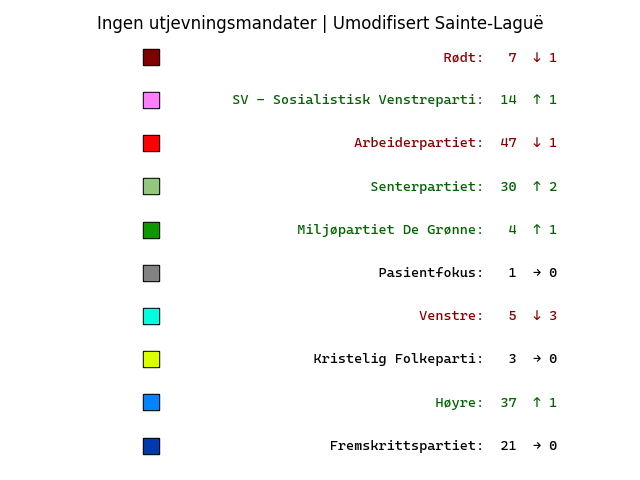 Ingen utjevningsmandater | Umodifisert Sainte-Laguë
Rødt: 7 ↓ 1
SV – Sosialistisk Venstreparti: 14 ↑ 1
Arbeiderpartiet: 47 ↓ 1
Senterpartiet: 30 ↑ 2
Miljøpartiet De Grønne: 4 ↑ 1
Pasientfokus: 1 → 0
Venstre: 5 ↓ 3
Kristelig Folkeparti: 3 → 0
Høyre: 37 ↑ 1
Fremskrittspartiet: 21 → 0